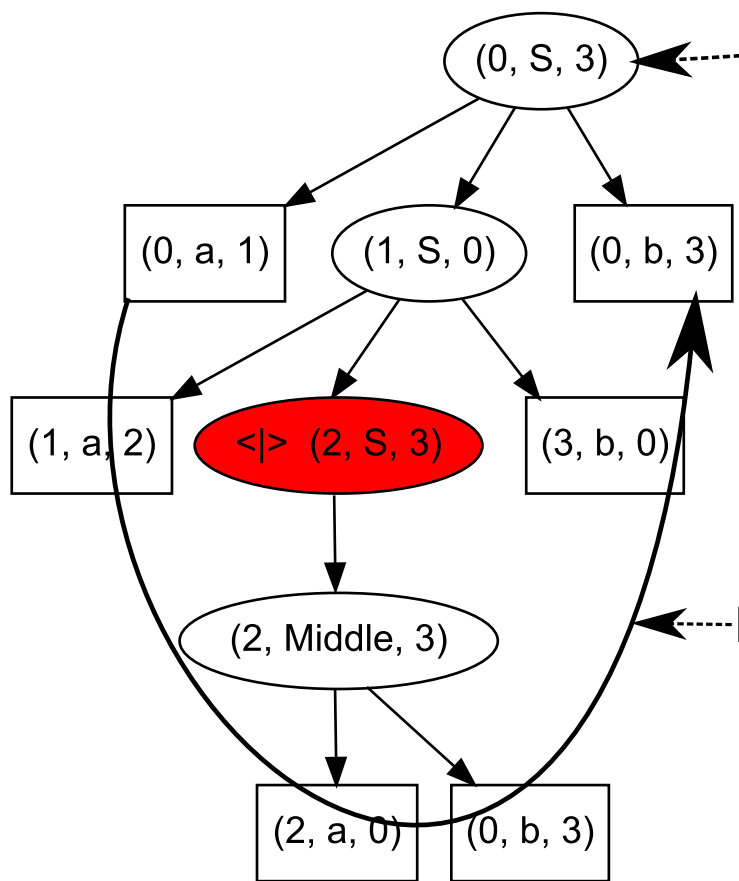 (0, S, 3)
(0, a, 1)
(1, S, 0)
(0, b, 3)
(1, a, 2)
<|> (2, S, 3)
(3, b, 0)
(2, Middle, 3)
(2, a, 0)
(0, b, 3)